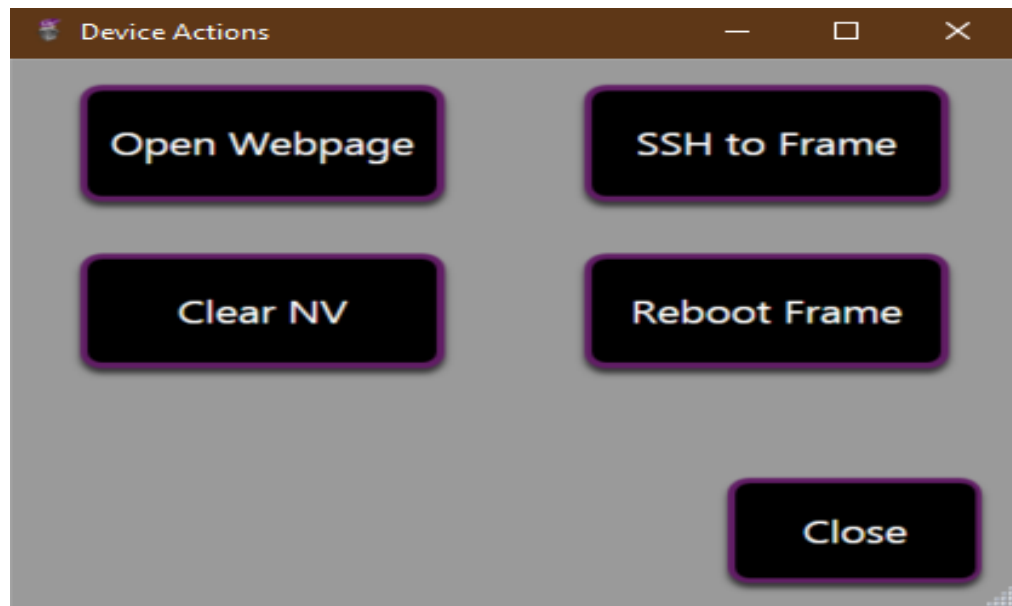 Device Actions
Open Webpage
SSH to Frame
Clear NV
Reboot Frame
Close